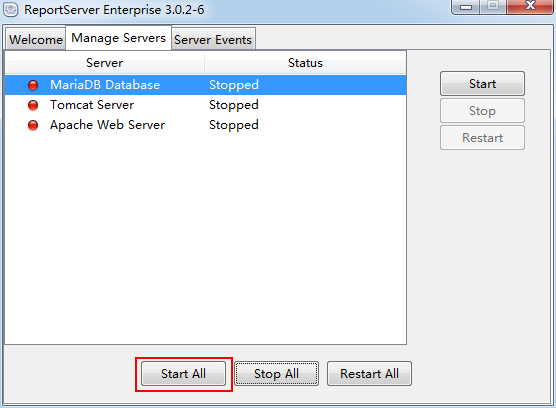 ReportServer Enterprise 3.0.2-6
Welcome Manage Servers Server Events
Server Status
MariaDB Database Stopped Start
Tomcat Server Stopped Stop
Apache Web Server Stopped Restart
Start All Stop All Restart All